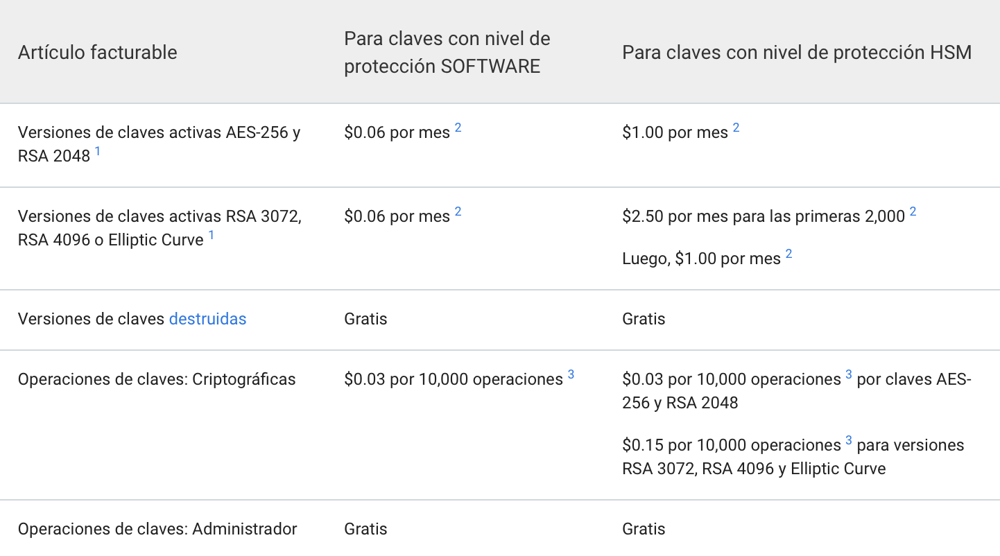 Artículo facturable
Para claves con nivel de
protección SOFTWARE
Para claves con nivel de protección HSM
Versiones de claves activas AES-256 y
RSA 2048 1
$0.06 por mes 2
$1.00 por mes 2
Versiones de claves activas RSA 3072,
RSA 4096 o Elliptic Curve 1
$0.06 por mes 2
$2.50 por mes para las primeras 2,000 2
Luego, $1.00 por mes 2
Versiones de claves destruidas
Gratis
Gratis
Operaciones de claves: Criptográficas
$0.03 por 10,000 operaciones 3
$0.03 por 10,000 operaciones 3 por claves AES-
256 y RSA 2048
$0.15 por 10,000 operaciones 3 para versiones
RSA 3072, RSA 4096 y Elliptic Curve
Operaciones de claves: Administrador
Gratis
Gratis